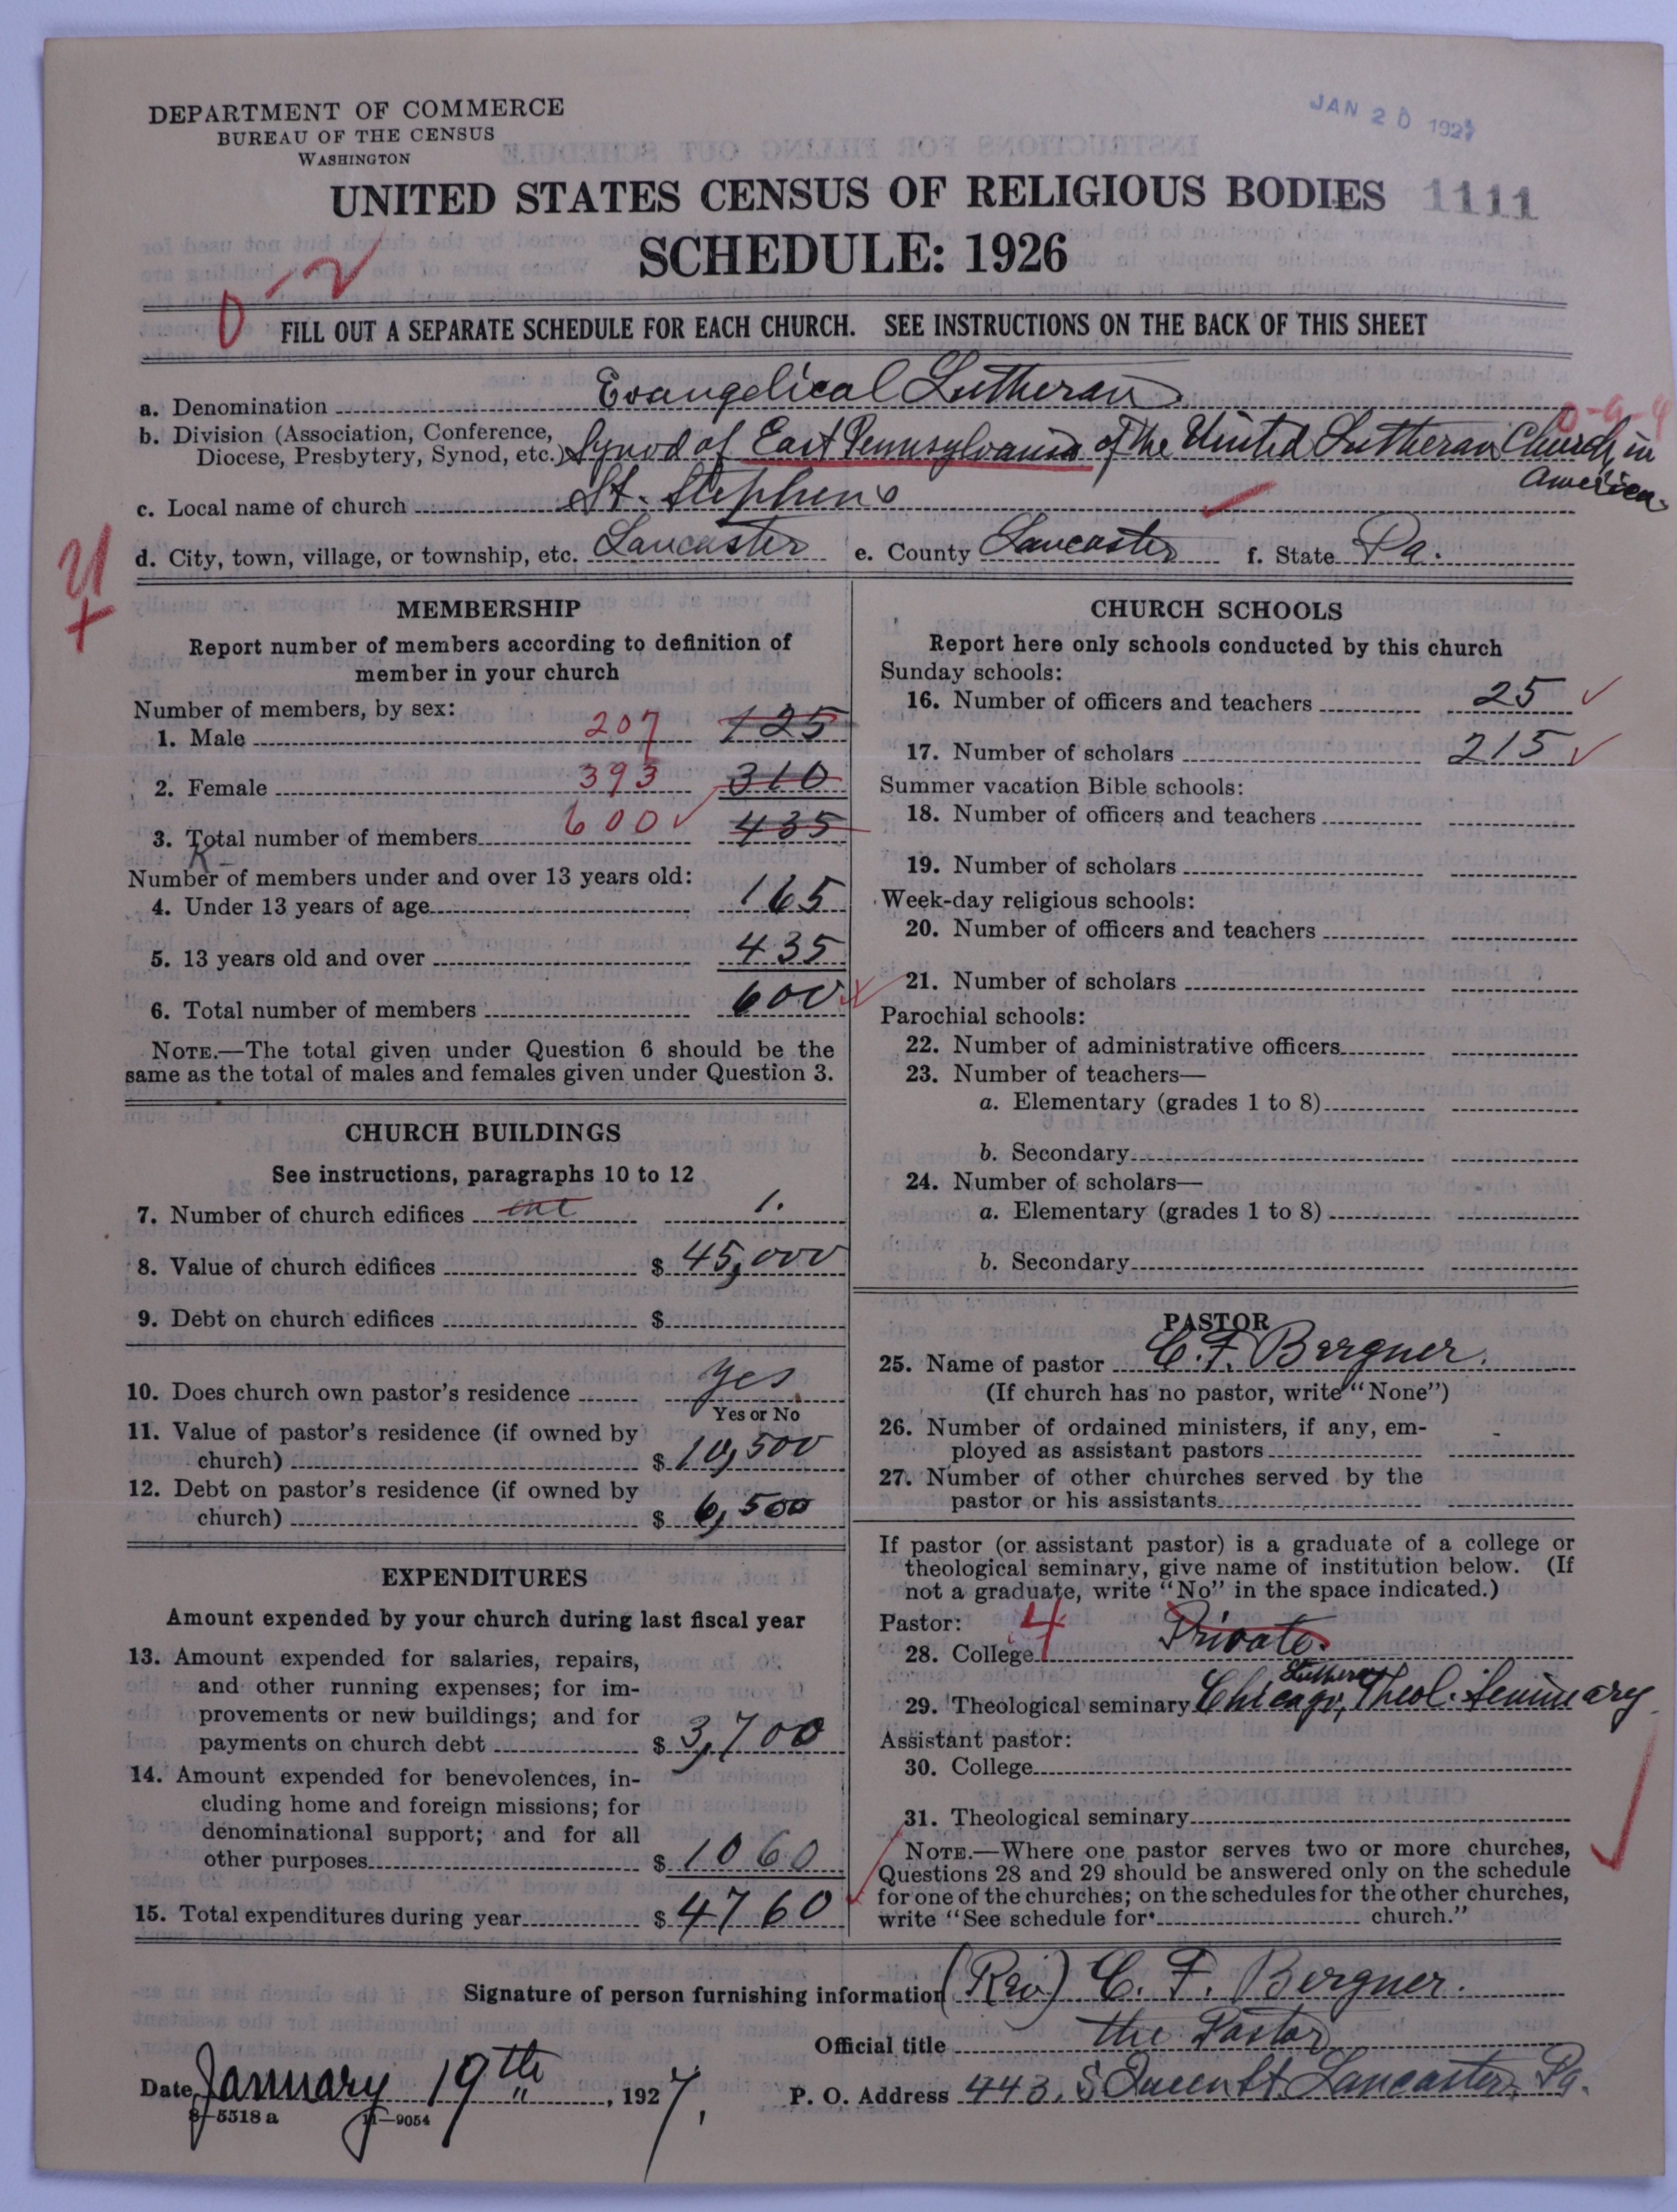 DEPARTMENT OF COMMERCE
BUREAU OF THE CENSUS
WASHINGTON
JAN 20 1927
UNITED STATES CENSUS OF RELIGIOUS BODIES 1111
SCHEDULE: 1926
0-2
FILL OUT A SEPARATE SCHEDULE FOR EACH CHURCH. SEE INSTRUCTIONS ON THE BACK OF THIS SHEET
a. Denomination Evangelical Lutheran
0-9-4
b. Division (Association, Conference, Diocese, Presbytery, Synod, etc.) Synod of East Pennsylvania of the United Lutheran Church in America
c. Local name of church St. Stephens
d. City, town, village, or township, etc. Lancaster e. County Lancaster f. State Pa.
MEMBERSHIP
Report number of members according to definition of
member in your church
Number of members, by sex:
1. Male 207 125
2. Female 393 310
3. Total number of members 600 435
Number of members under and over 13 years old:
4. Under 13 years of age 165
5. 13 years old and over 435
6. Total number of members 600
NOTE.—The total given under Question 6 should be the
same as the total of males and females given under Question 3.
CHURCH BUILDINGS
See instructions, paragraphs 10 to 12
7. Number of church edifices one 1.
8. Value of church edifices $ 45,000
9. Debt on church edifices $
10. Does church own pastor's residence yes
Yes or No
11. Value of pastor's residence (if owned by
church) $ 10,500
12. Debt on pastor's residence (if owned by
church) $ 6,500
EXPENDITURES
Amount expended by your church during last fiscal year
13. Amount expended for salaries, repairs,
and other running expenses; for im-
provements or new buildings; and for
payments on church debt $ 3,700
14. Amount expended for benevolences, in-
cluding home and foreign missions; for
denominational support; and for all
other purposes $ 1060
15. Total expenditures during year $ 4760
CHURCH SCHOOLS
Report here only schools conducted by this church
Sunday schools:
16. Number of officers and teachers 25
17. Number of scholars 215
Summer vacation Bible schools:
18. Number of officers and teachers
19. Number of scholars
Week-day religious schools:
20. Number of officers and teachers
21. Number of scholars
Parochial schools:
22. Number of administrative officers
23. Number of teachers—
a. Elementary (grades 1 to 8)
b. Secondary
24. Number of scholars—
a. Elementary (grades 1 to 8)
b. Secondary
PASTOR
25. Name of pastor C. F. Bergner.
(If church has no pastor, write "None")
26. Number of ordained ministers, if any, em-
ployed as assistant pastors -
27. Number of other churches served by the
pastor or his assistants
If pastor (or assistant pastor) is a graduate of a college or
theological seminary, give name of institution below. (If
not a graduate, write "No" in the space indicated.)
Pastor:
28. College 4 Private.
29. Theological seminary Chicago, Lutheran Theol. Seminary
Assistant pastor:
30. College
31. Theological seminary
NOTE.—Where one pastor serves two or more churches,
Questions 28 and 29 should be answered only on the schedule
for one of the churches; on the schedules for the other churches,
write "See schedule for church."
Signature of person furnishing information (Rev) C. F. Bergner.
Official title the Pastor
Date January 19th, 1927. P. O. Address 443. S Queen St Lancaster, Pa.
8—5518 a 11—9054